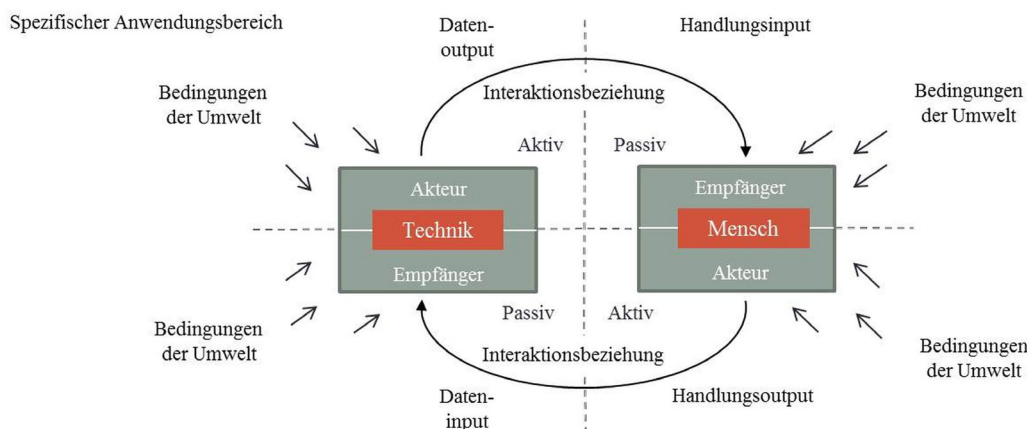 Spezifischer Anwendungsbereich
Daten-
output
Handlungsinput
Bedingungen
der Umwelt
Interaktionsbeziehung
Bedingungen
der Umwelt
Aktiv
Passiv
Akteur
Technik
Empfänger
Empfänger
Mensch
Akteur
Passiv
Aktiv
Bedingungen
der Umwelt
Interaktionsbeziehung
Bedingungen
der Umwelt
Daten-
input
Handlungsoutput